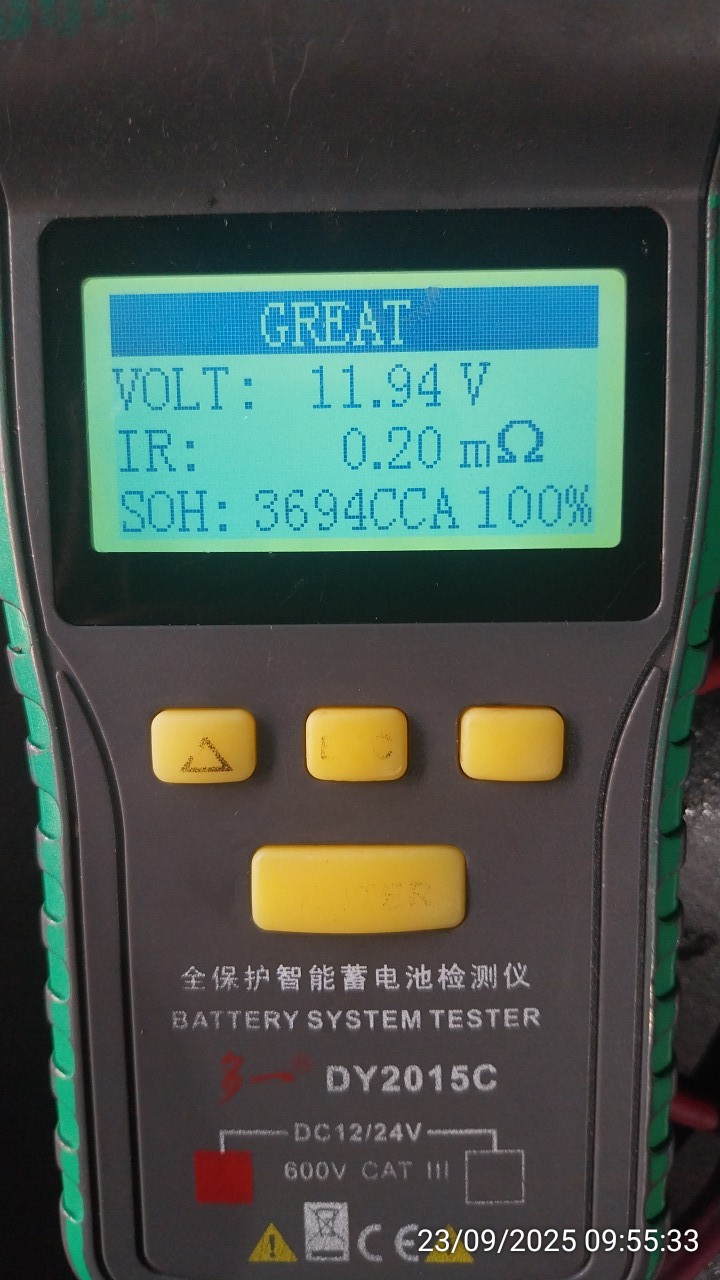 GREAT
VOLT: 11.94 V
IR: 0.20 mΩ
SOH: 3694CCA 100%
全保护智能蓄电池检测仪
BATTERY SYSTEM TESTER
DY2015C
DC12/24V
600V CAT III
CE
23/09/2025 09:55:33